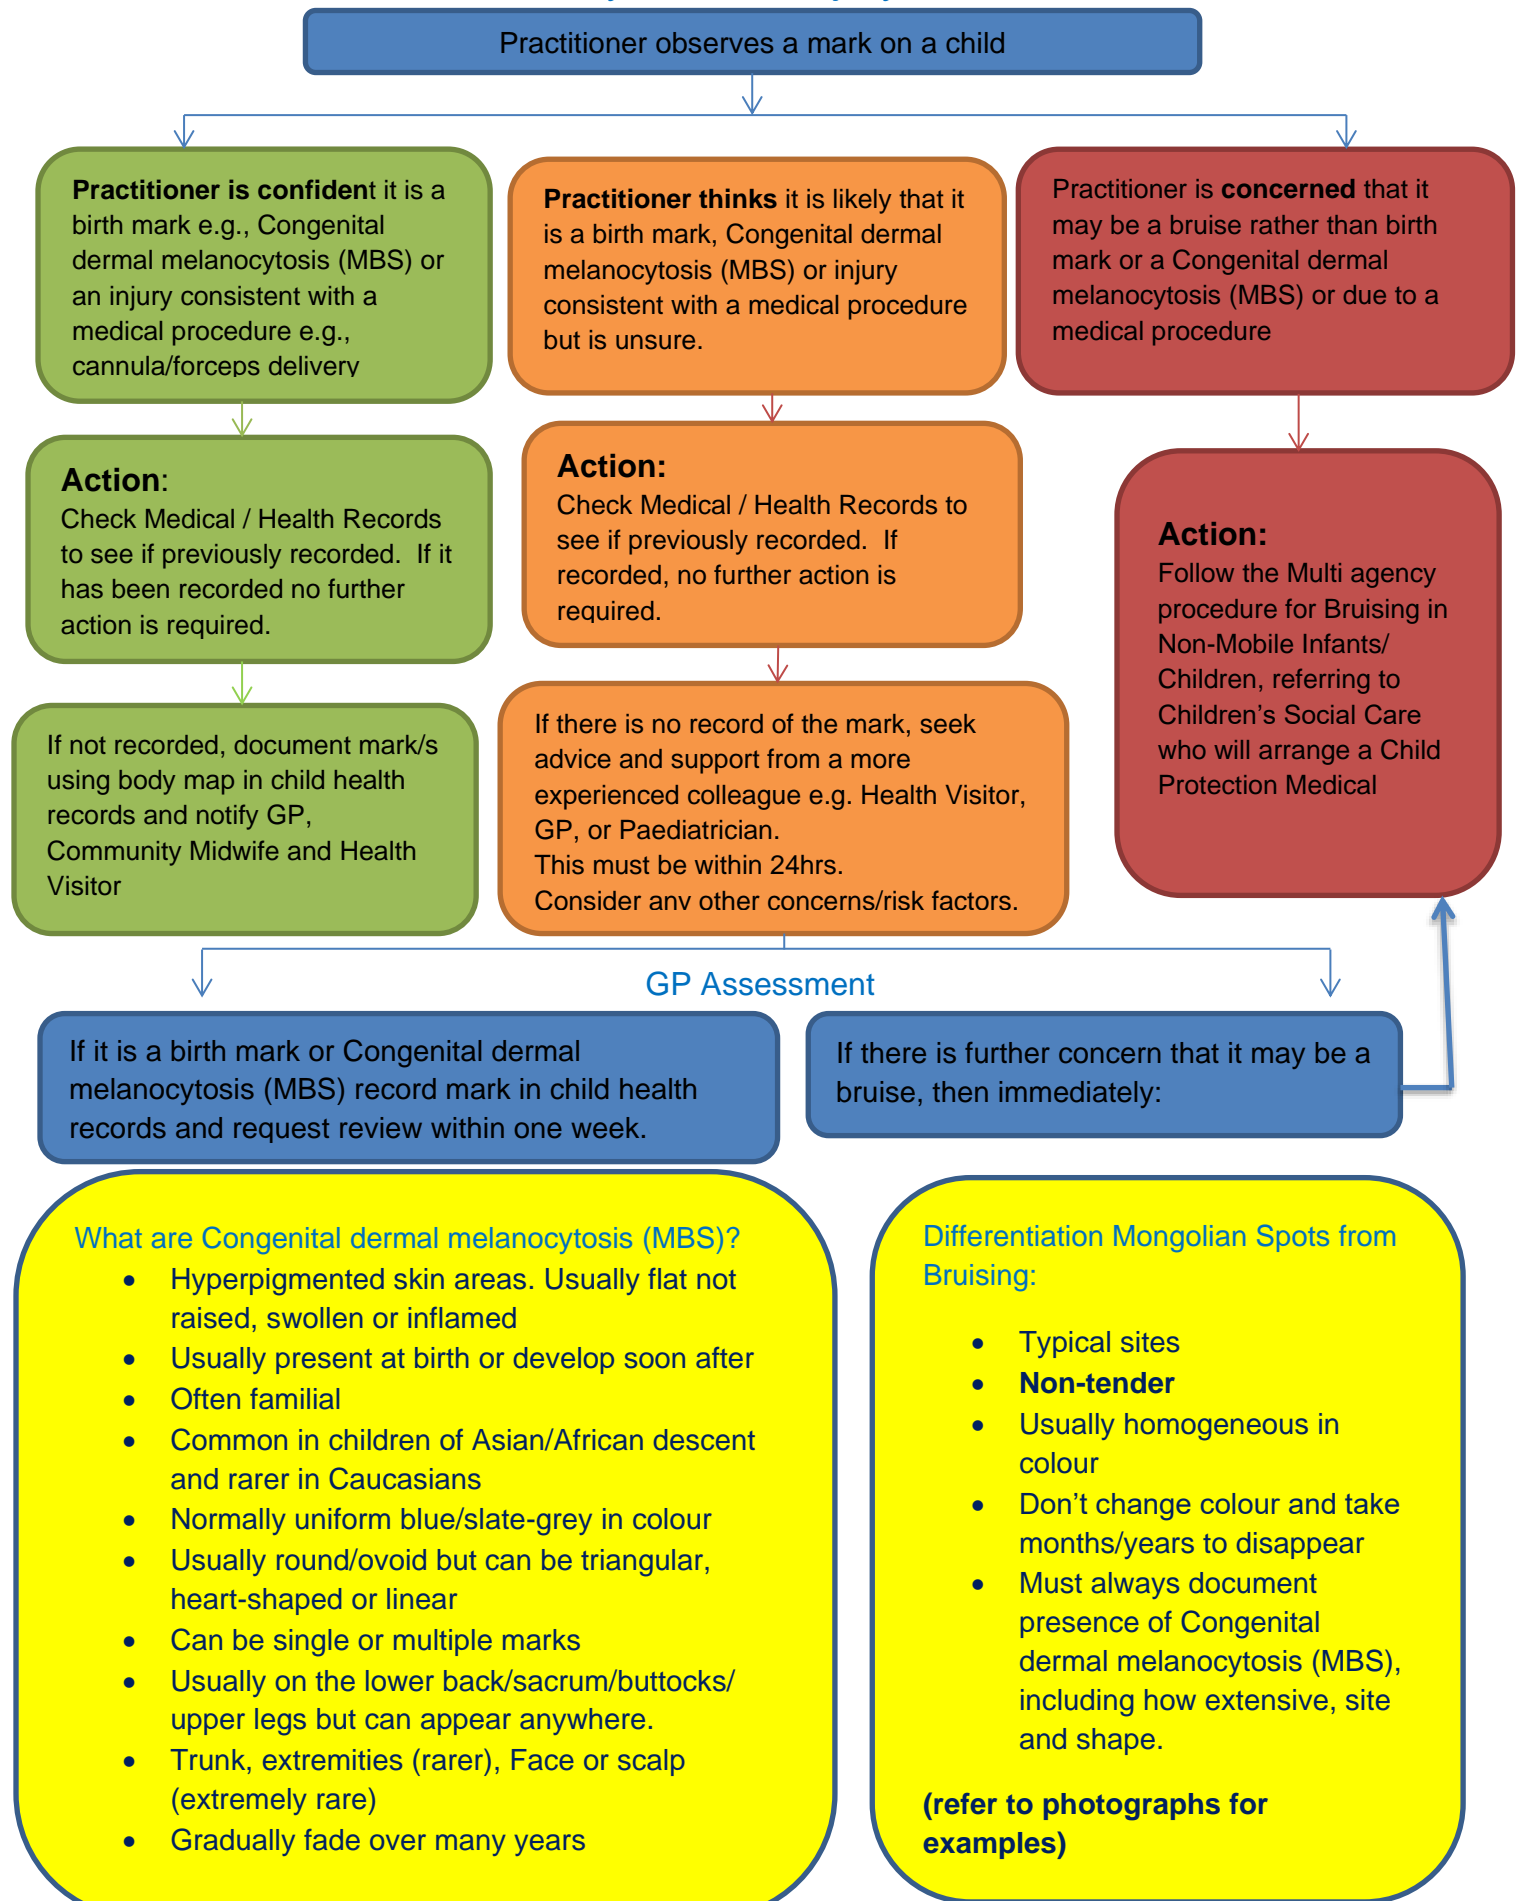 Practitioner observes a mark on a child
Practitioner is confident it is a
birth mark e.g., Congenital
dermal melanocytosis (MBS) or
an injury consistent with a
medical procedure e.g.,
cannula/forceps delivery
Practitioner thinks it is likely that it
is a birth mark, Congenital dermal
melanocytosis (MBS) or injury
consistent with a medical procedure
but is unsure.
Practitioner is concerned that it
may be a bruise rather than birth
mark or a Congenital dermal
melanocytosis (MBS) or due to a
medical procedure
Action:
Check Medical / Health Records
to see if previously recorded. If it
has been recorded no further
action is required.
Action:
Check Medical / Health Records to
see if previously recorded. If
recorded, no further action is
required.
Action:
Follow the Multi agency
procedure for Bruising in
Non-Mobile Infants/
Children, referring to
Children’s Social Care
who will arrange a Child
Protection Medical
If not recorded, document mark/s
using body map in child health
records and notify GP,
Community Midwife and Health
Visitor
If there is no record of the mark, seek
advice and support from a more
experienced colleague e.g. Health Visitor,
GP, or Paediatrician.
This must be within 24hrs.
Consider any other concerns/risk factors.
GP Assessment
If it is a birth mark or Congenital dermal
melanocytosis (MBS) record mark in child health
records and request review within one week.
If there is further concern that it may be a
bruise, then immediately:
What are Congenital dermal melanocytosis (MBS)?
• Hyperpigmented skin areas. Usually flat not
raised, swollen or inflamed
• Usually present at birth or develop soon after
• Often familial
• Common in children of Asian/African descent
and rarer in Caucasians
• Normally uniform blue/slate-grey in colour
• Usually round/ovoid but can be triangular,
heart-shaped or linear
• Can be single or multiple marks
• Usually on the lower back/sacrum/buttocks/
upper legs but can appear anywhere.
• Trunk, extremities (rarer), Face or scalp
(extremely rare)
• Gradually fade over many years
Differentiation Mongolian Spots from
Bruising:
• Typical sites
• Non-tender
• Usually homogeneous in
colour
• Don’t change colour and take
months/years to disappear
• Must always document
presence of Congenital
dermal melanocytosis (MBS),
including how extensive, site
and shape.
(refer to photographs for
examples)